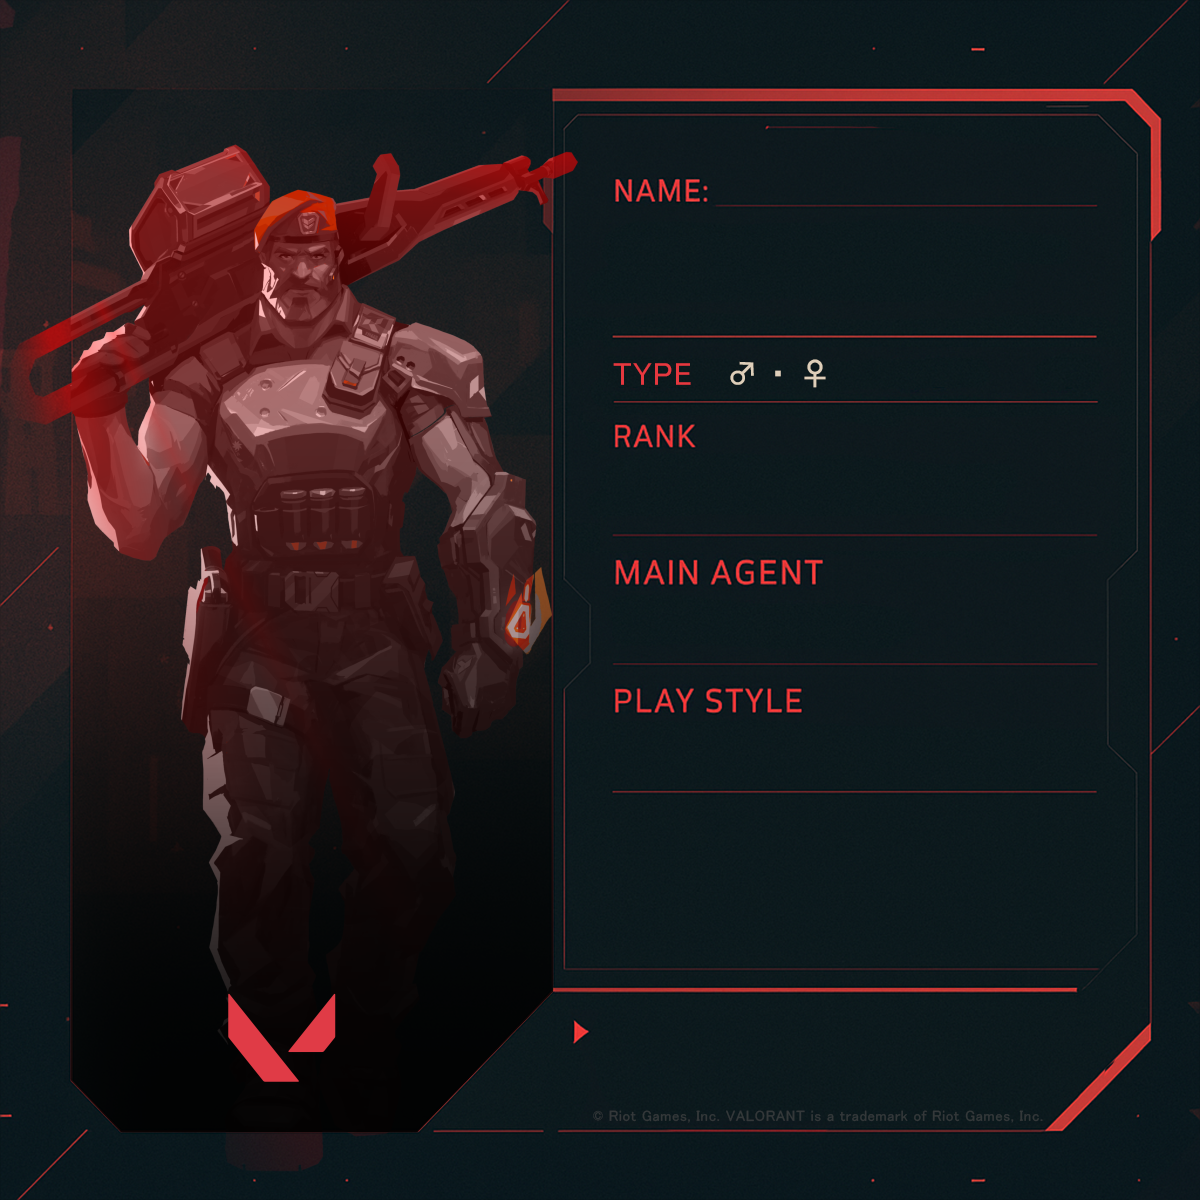 NAME:
TYPE ♂ · ♀
RANK
MAIN AGENT
PLAY STYLE
© Riot Games, Inc. VALORANT is a trademark of Riot Games, Inc.